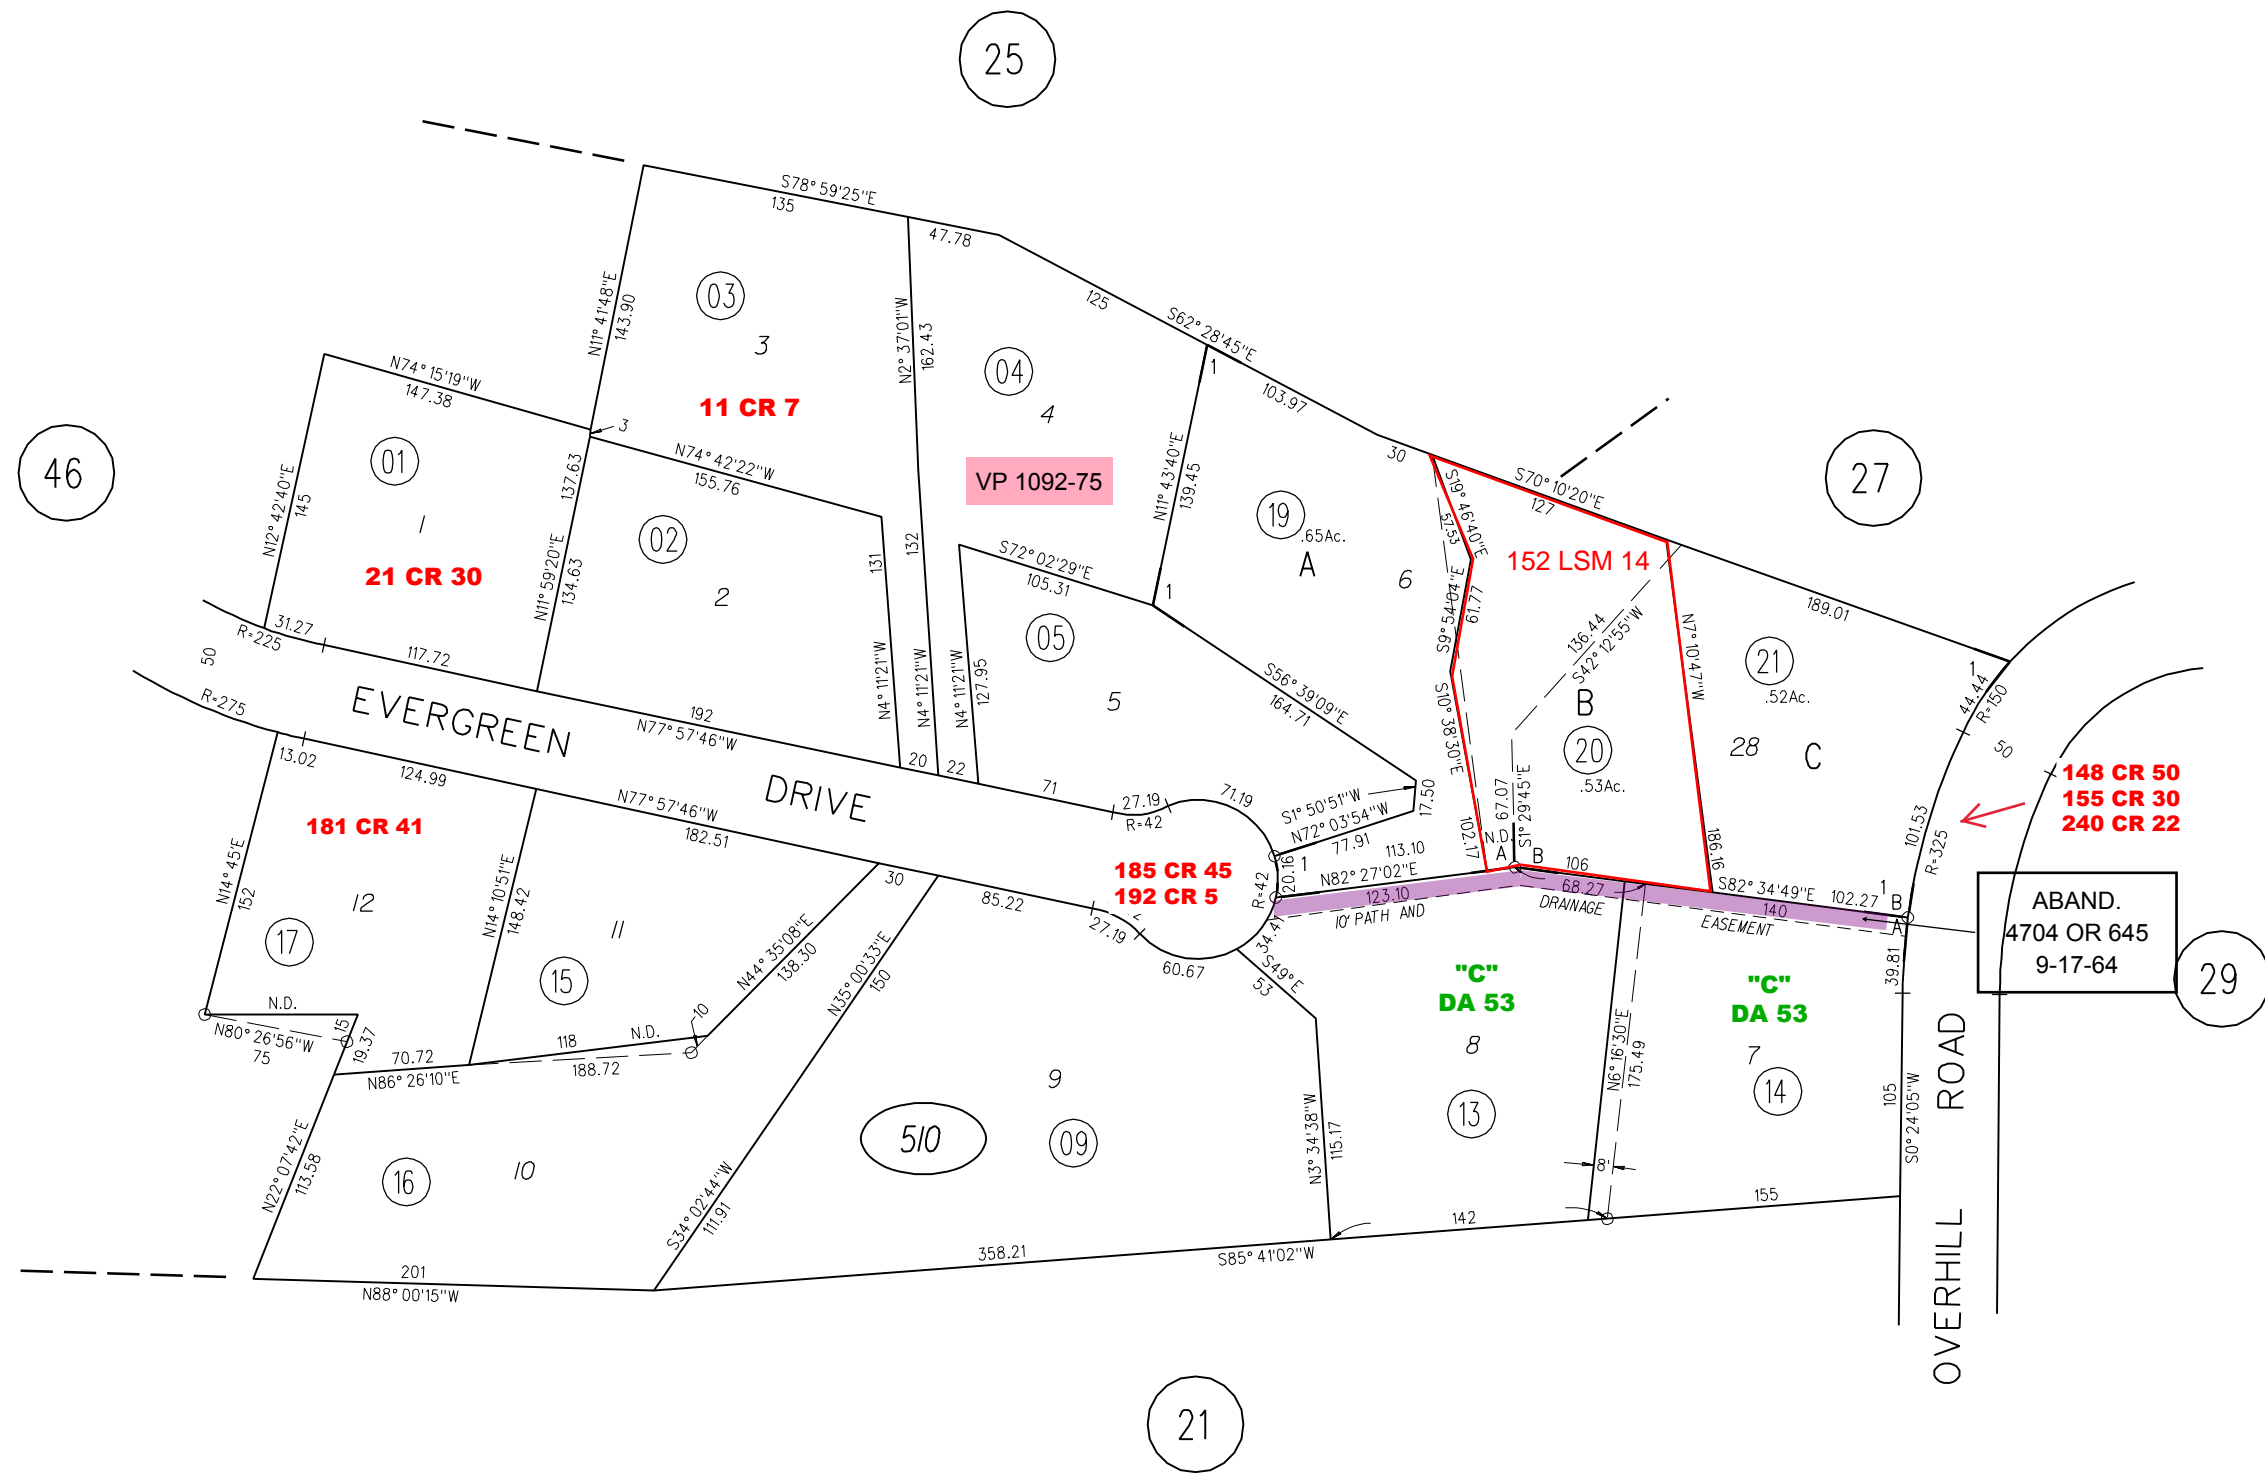 25
S78°59'25"E
135
47.78
N11°41'48"E
143.90
03
3
11 CR 7
N2°37'01"W
162.43
125
S62°28'45"E
04
4
VP 1092-75
1
103.97
30
N11°43'40"E
139.45
46
N74°15'19"W
147.38
3
N12°42'40"E
145
01
1
21 CR 30
137.63
N11°59'20"E
134.63
N74°42'22"W
155.76
02
2
131
132
N4°11'21"W
N4°11'21"W
N4°11'21"W
127.95
S72°02'29"E
105.31
1
05
5
S56°39'09"E
164.71
19
.65Ac.
A
6
S19°46'40"E
57.53
S70°10'20"E
127
152 LSM 14
S9°54'04"E
61.77
136.44
S42°12'55"W
S10°38'30"E
102.17
N7°10'47"W
186.16
27
189.01
21
.52Ac.
1
44.44
R=150
50
B
20
.53Ac.
28
C
148 CR 50
155 CR 30
240 CR 22
101.53
R=325
31.27
R=225
50
117.72
R=275
EVERGREEN
DRIVE
192
N77°57'46"W
20
22
71
27.19
R=42
71.19
S1°50'51"W
17.50
N72°03'54"W
77.91
1
20.16
R=42
113.10
N82°27'02"E
123.10
10' PATH AND
N.D.
67.07
S1°29'45"E
A
B
106
68.27
DRAINAGE
S82°34'49"E
102.27
140
EASEMENT
1
B
A
ABAND.
4704 OR 645
9-17-64
29
13.02
124.99
N77°57'46"W
182.51
181 CR 41
N14°45'E
152
12
17
N14°10'51"E
148.42
11
15
30
85.22
27.19
185 CR 45
192 CR 5
34.47
60.67
S49°E
53
N44°35'08"E
138.30
N35°00'33"E
150
N.D.
N80°26'56"W
75
15
19.37
70.72
N86°26'10"E
118
N.D.
188.72
10
9
510
09
"C"
DA 53
8
13
"C"
DA 53
7
14
N6°16'30"E
175.49
8'
39.81
105
S0°24'05"W
OVERHILL ROAD
N3°34'38"W
115.17
N22°07'42"E
113.58
16
10
S34°02'44"W
111.91
201
N88°00'15"W
358.21
S85°41'02"W
142
155
21